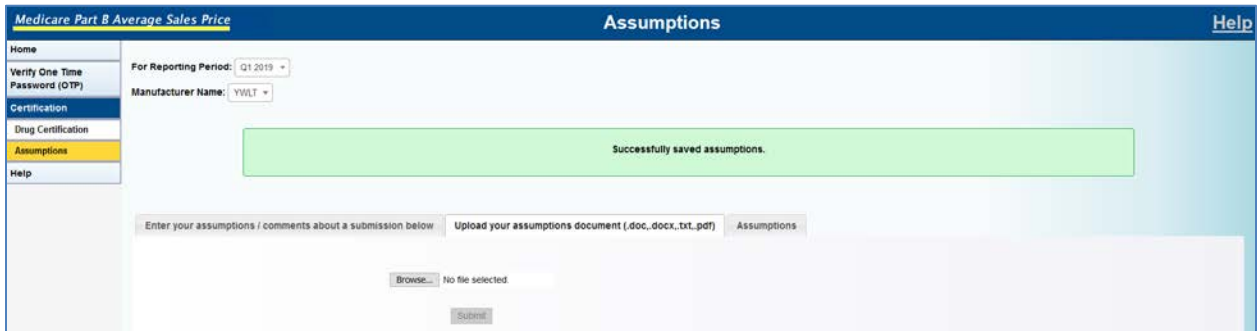 Medicare Part B Average Sales Price
Assumptions
Help
Home
Verify One Time
Password (OTP)
Certification
Drug Certification
Assumptions
Help
For Reporting Period: Q1 2019
Manufacturer Name: YWLT
Successfully saved assumptions.
Enter your assumptions / comments about a submission below
Upload your assumptions document (.doc,.docx,.txt,.pdf)
Assumptions
Browse... No file selected.
Submit